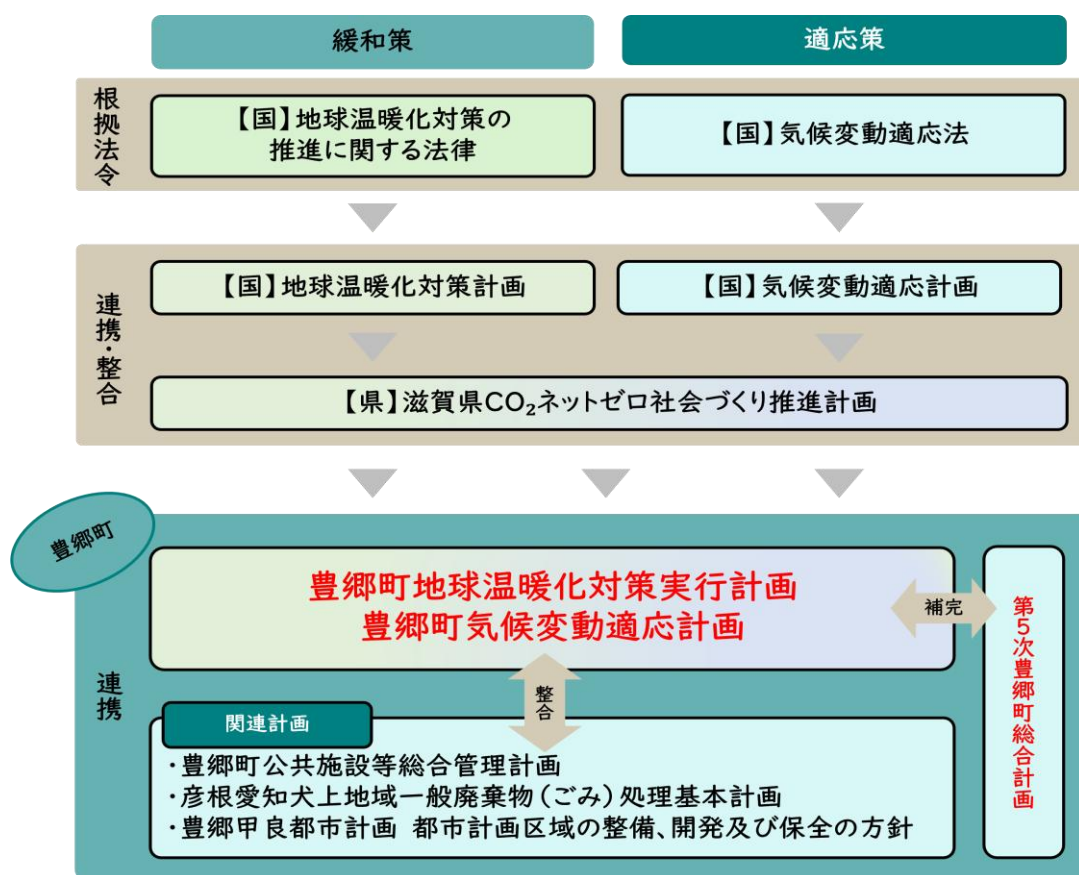 緩和策
適応策
根拠法令
【国】地球温暖化対策の
推進に関する法律
【国】気候変動適応法
連携・整合
【国】地球温暖化対策計画
【国】気候変動適応計画
【県】滋賀県CO₂ネットゼロ社会づくり推進計画
豊郷町
連携
豊郷町地球温暖化対策実行計画
豊郷町気候変動適応計画
補完
第5次豊郷町総合計画
整合
関連計画
・豊郷町公共施設等総合管理計画
・彦根愛知犬上地域一般廃棄物(ごみ)処理基本計画
・豊郷甲良都市計画 都市計画区域の整備、開発及び保全の方針